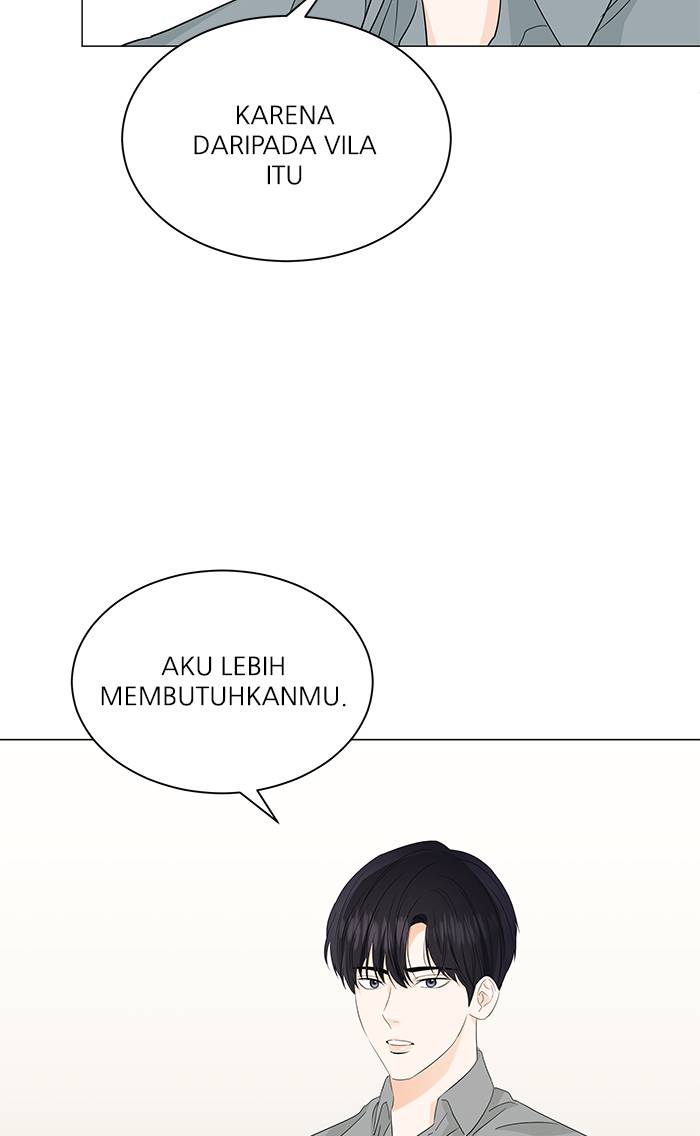 KARENA
DARIPADA VILA
ITU
AKU LEBIH
MEMBUTUHKANMU.